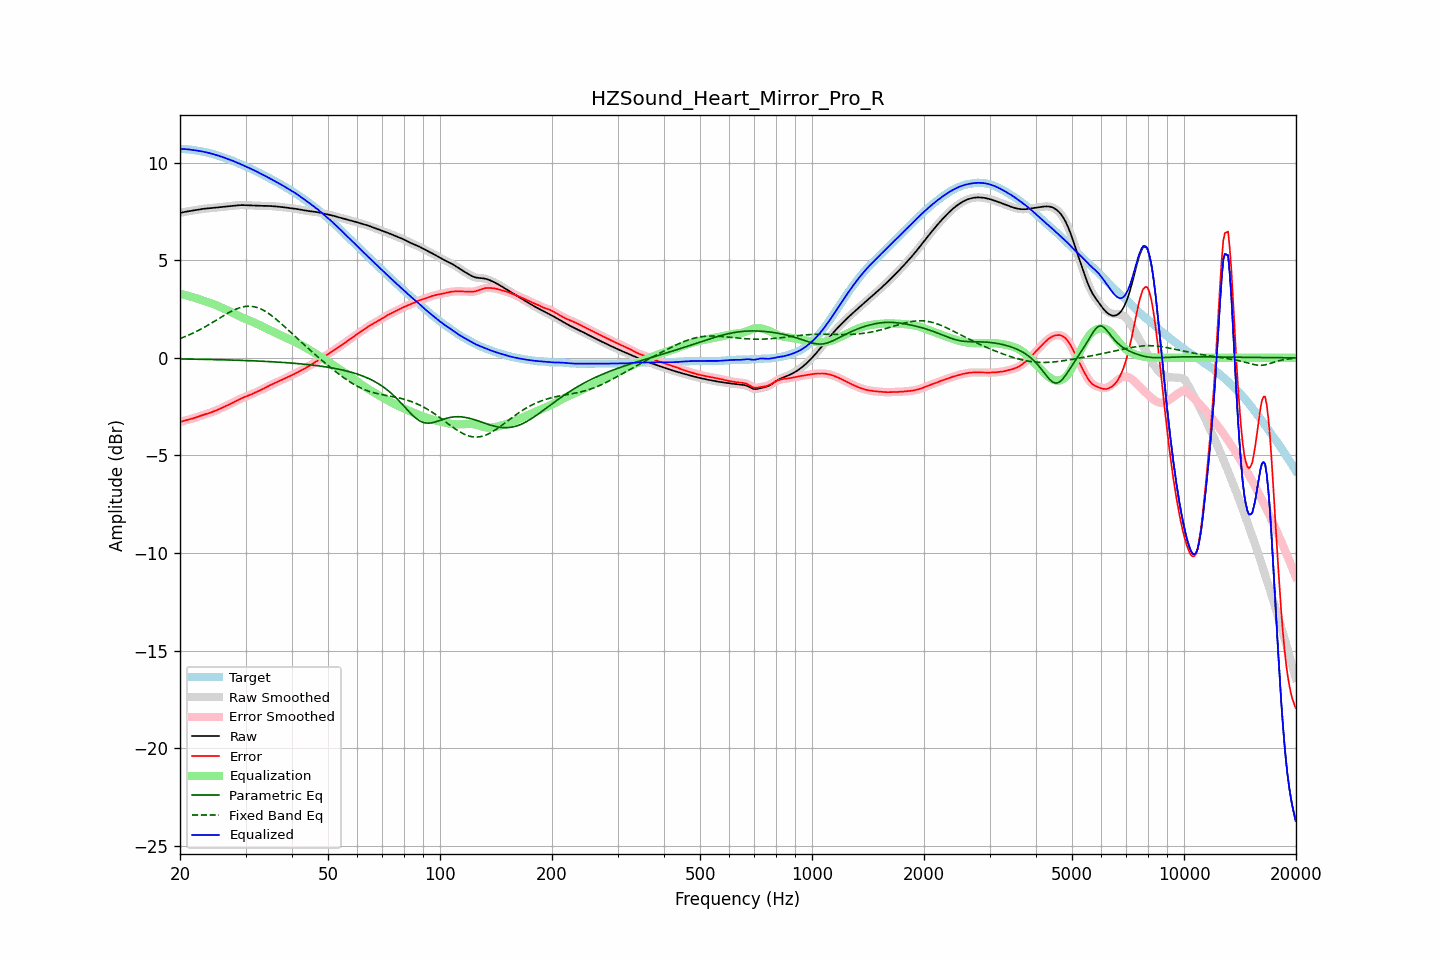 HZSound_Heart_Mirror_Pro_R
10
5
0
−5
−10
−15
−20
−25
Amplitude (dBr)
Target
Raw Smoothed
Error Smoothed
Raw
Error
Equalization
Parametric Eq
Fixed Band Eq
Equalized
20 50 100 200 500 1000 2000 5000 10000 20000
Frequency (Hz)